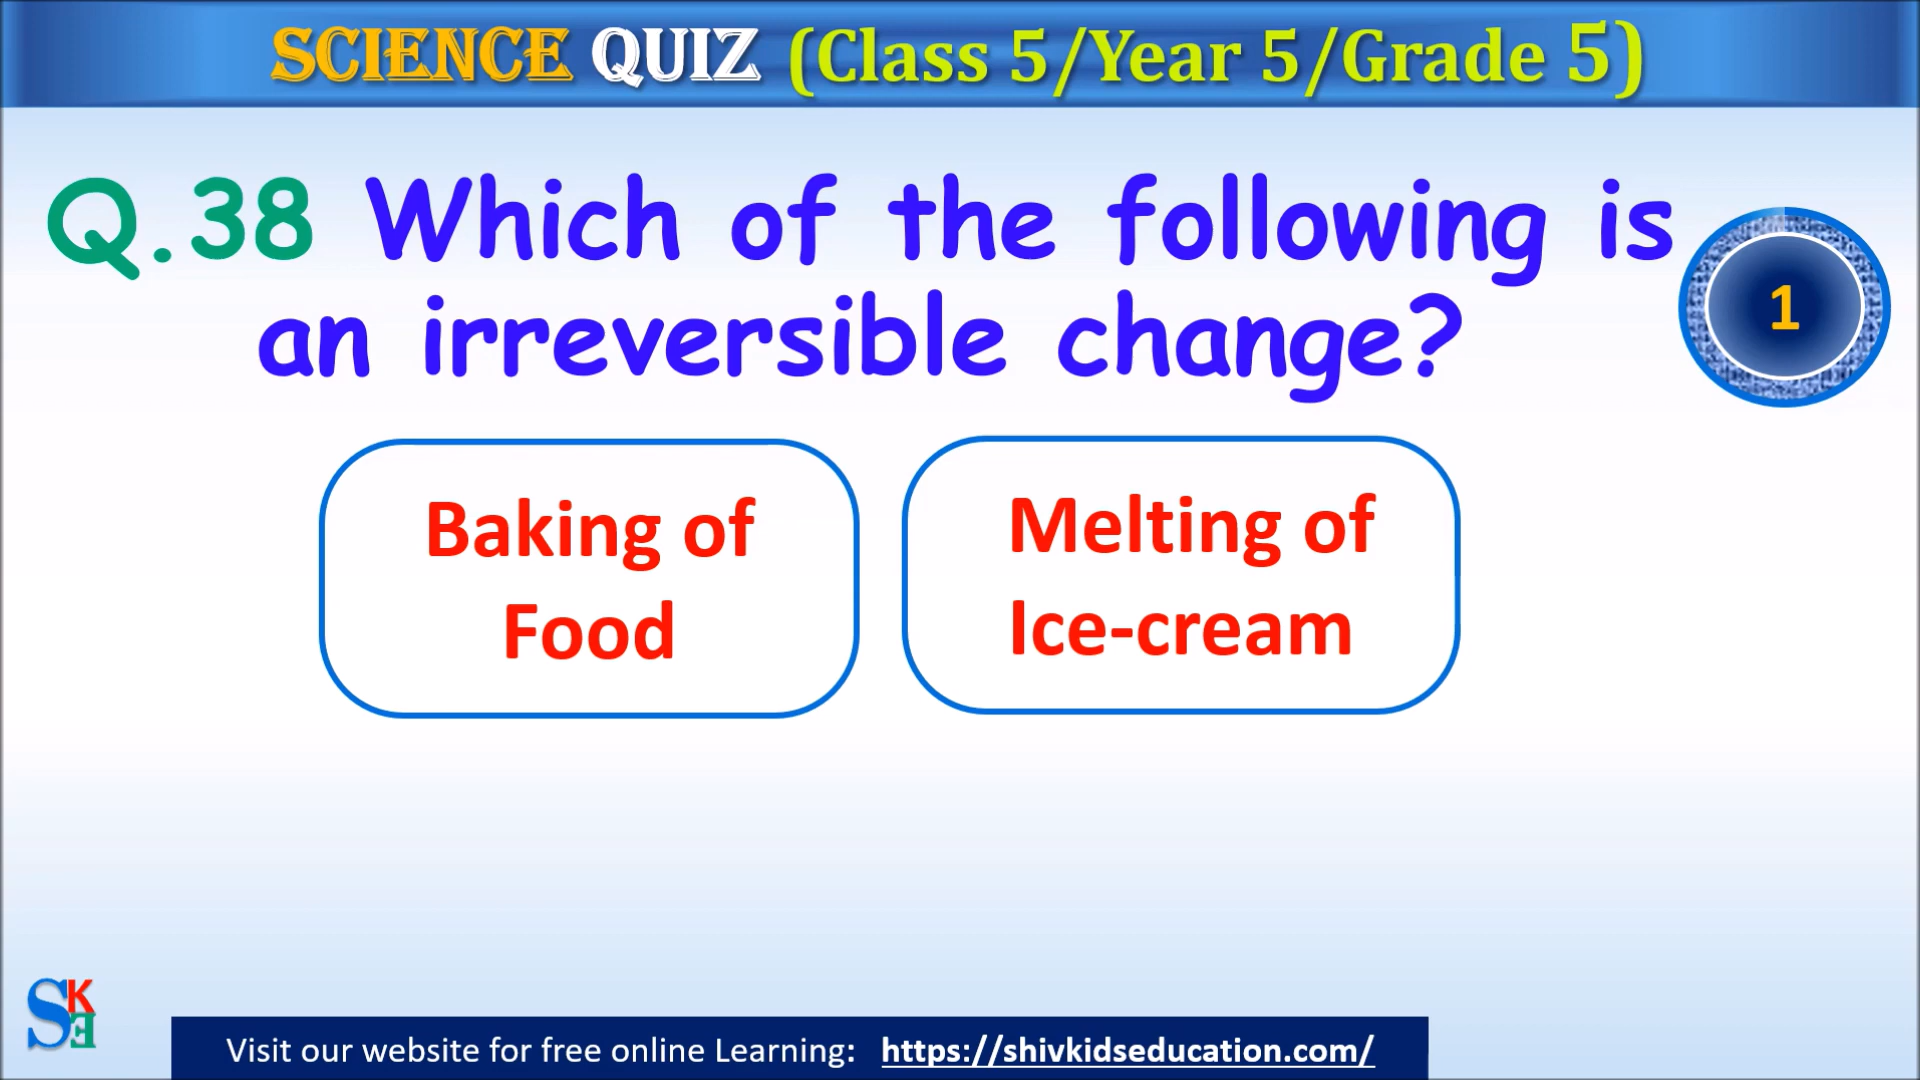 SCIENCE QUIZ (Class 5/Year 5/Grade 5)
Q.38 Which of the following is
an irreversible change?
1
Baking of
Food
Melting of
Ice-cream
SKE
Visit our website for free online Learning: https://shivkidseducation.com/